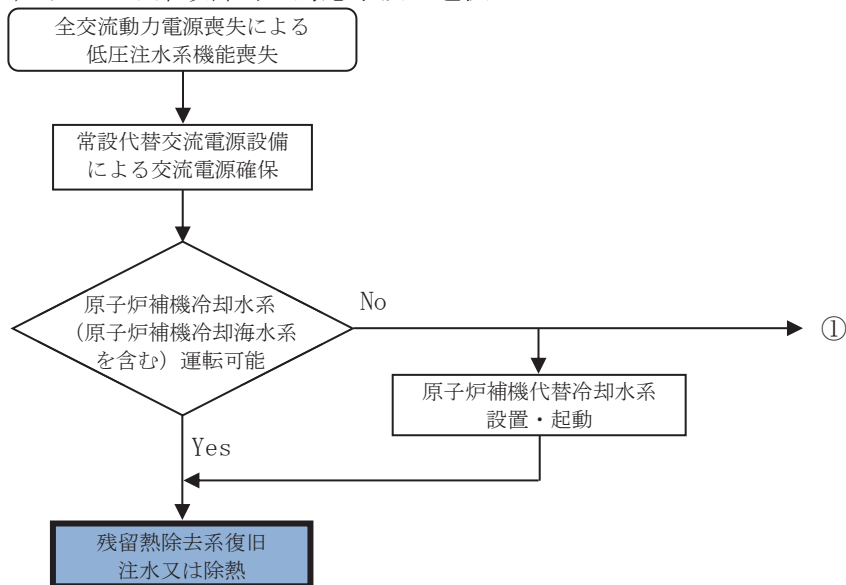 全交流動力電源喪失による
低圧注水系機能喪失
常設代替交流電源設備
による交流電源確保
原子炉補機冷却水系
（原子炉補機冷却海水系
を含む）運転可能
No
①
原子炉補機代替冷却水系
設置・起動
Yes
残留熱除去系復旧
注水又は除熱